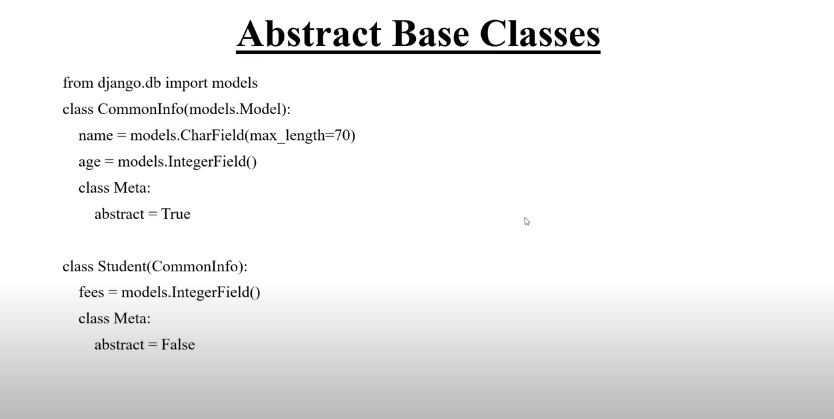 Abstract Base Classes
from django.db import models
class CommonInfo(models.Model):
name = models.CharField(max_length=70)
age = models.IntegerField()
class Meta:
abstract = True
class Student(CommonInfo):
fees = models.IntegerField()
class Meta:
abstract = False